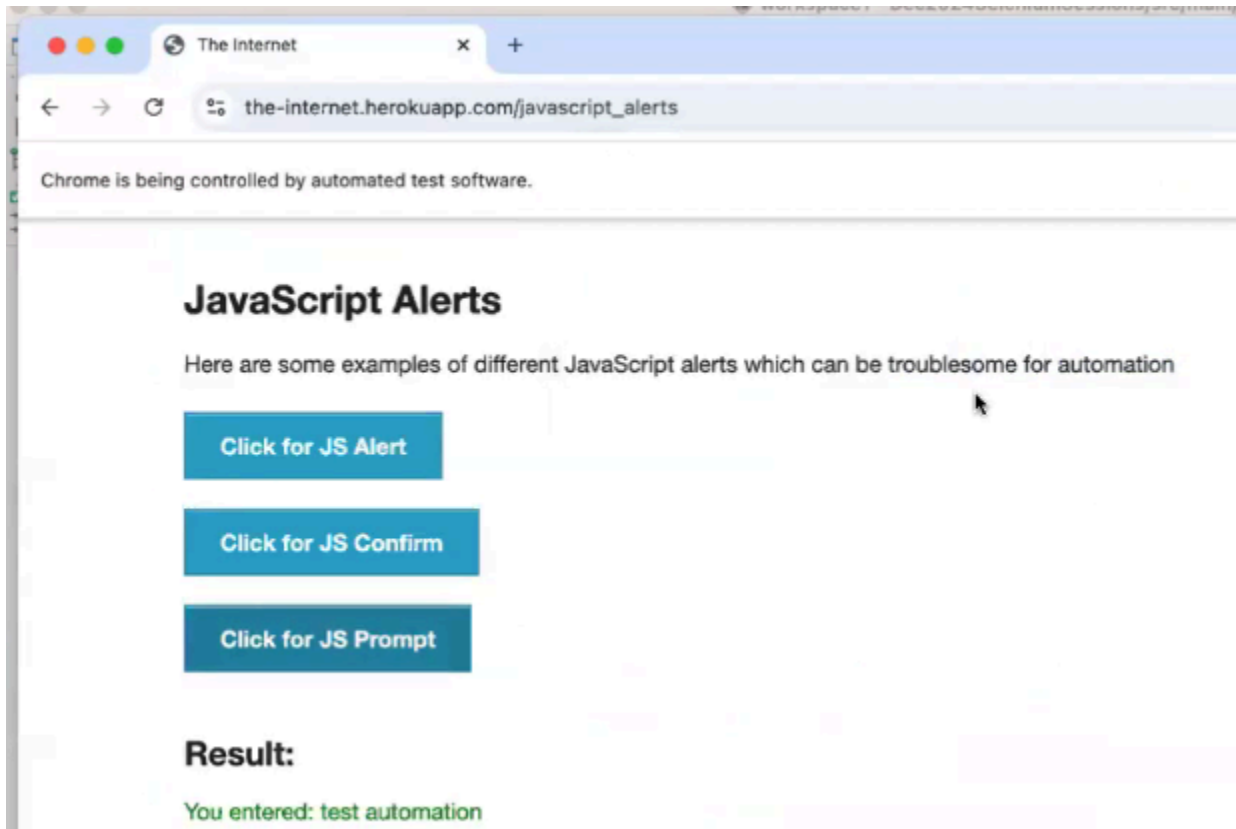 The Internet
the-internet.herokuapp.com/javascript_alerts
Chrome is being controlled by automated test software.
JavaScript Alerts
Here are some examples of different JavaScript alerts which can be troublesome for automation
Click for JS Alert
Click for JS Confirm
Click for JS Prompt
Result:
You entered: test automation